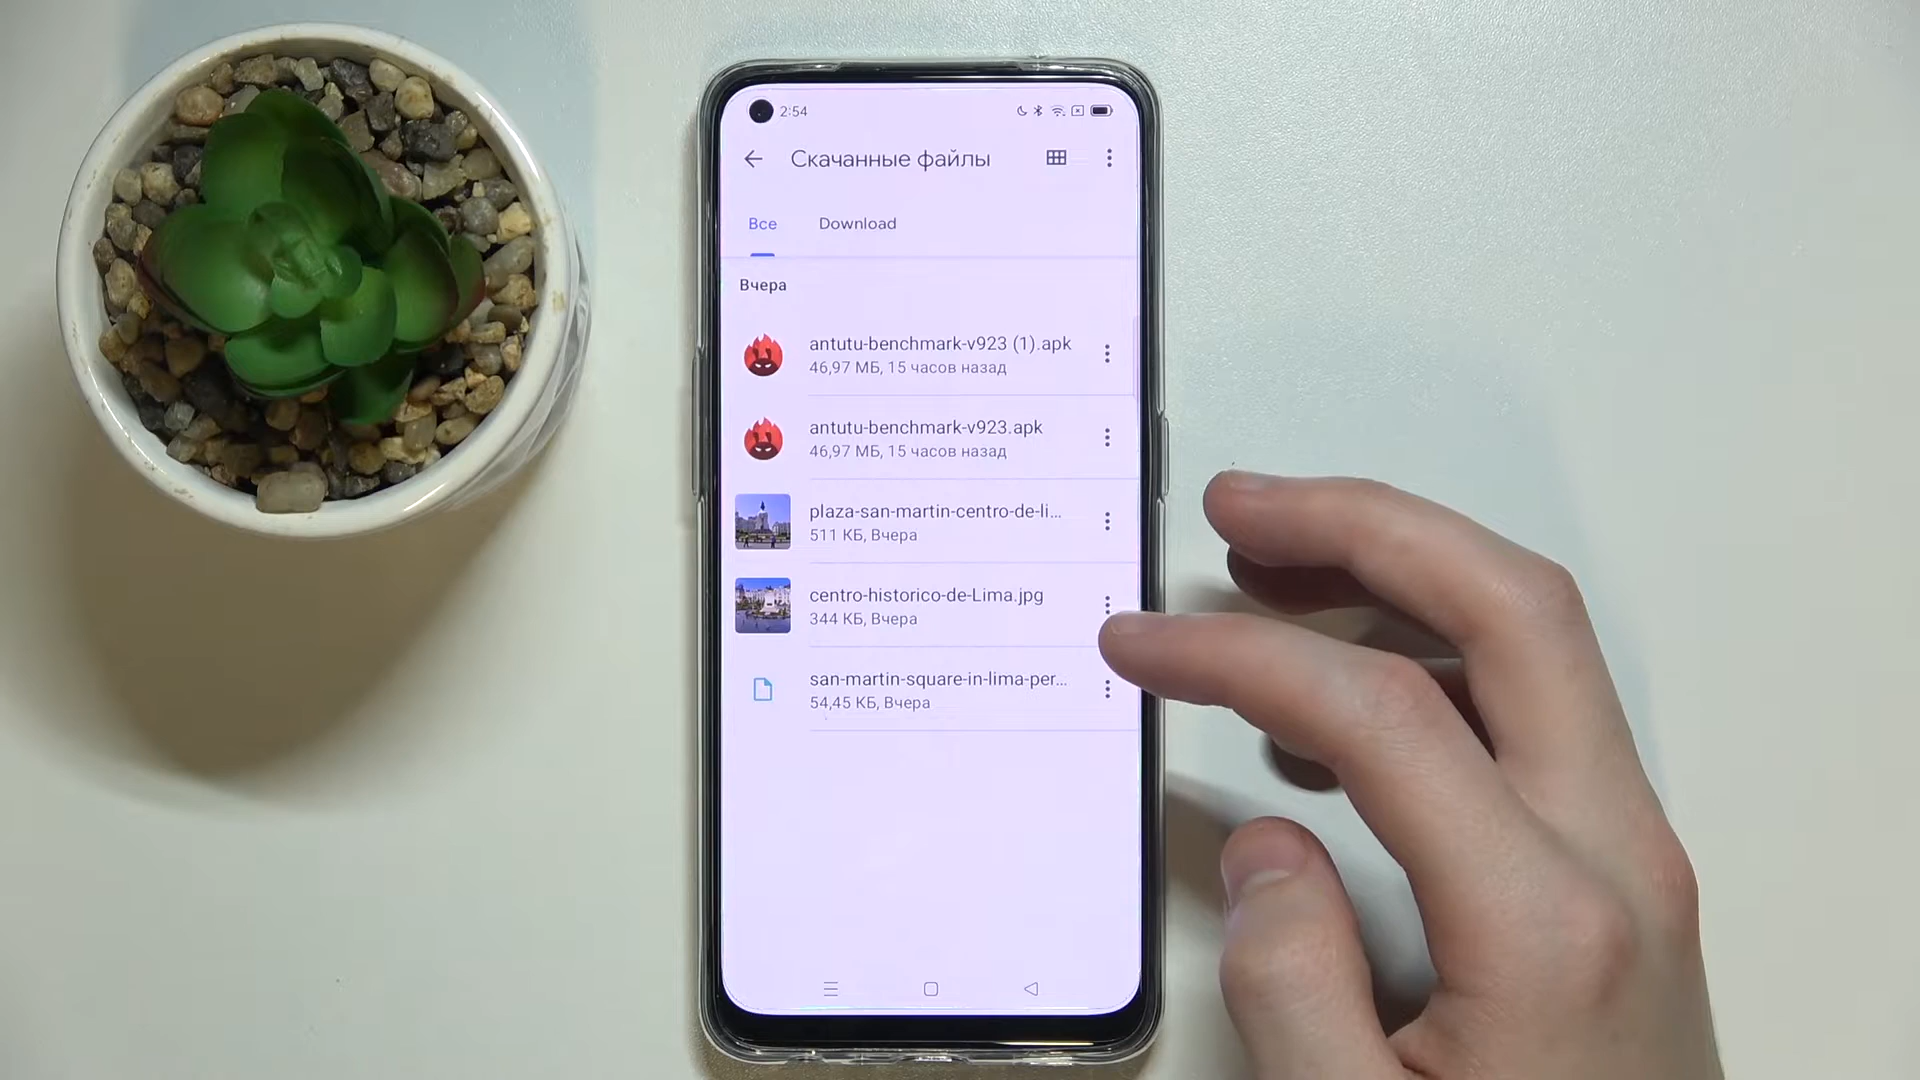 2:54
Скачанные файлы
Все Download
Вчера
antutu-benchmark-v923 (1).apk
46,97 МБ, 15 часов назад
antutu-benchmark-v923.apk
46,97 МБ, 15 часов назад
plaza-san-martin-centro-de-li...
511 КБ, Вчера
centro-historico-de-Lima.jpg
344 КБ, Вчера
san-martin-square-in-lima-per...
54,45 КБ, Вчера